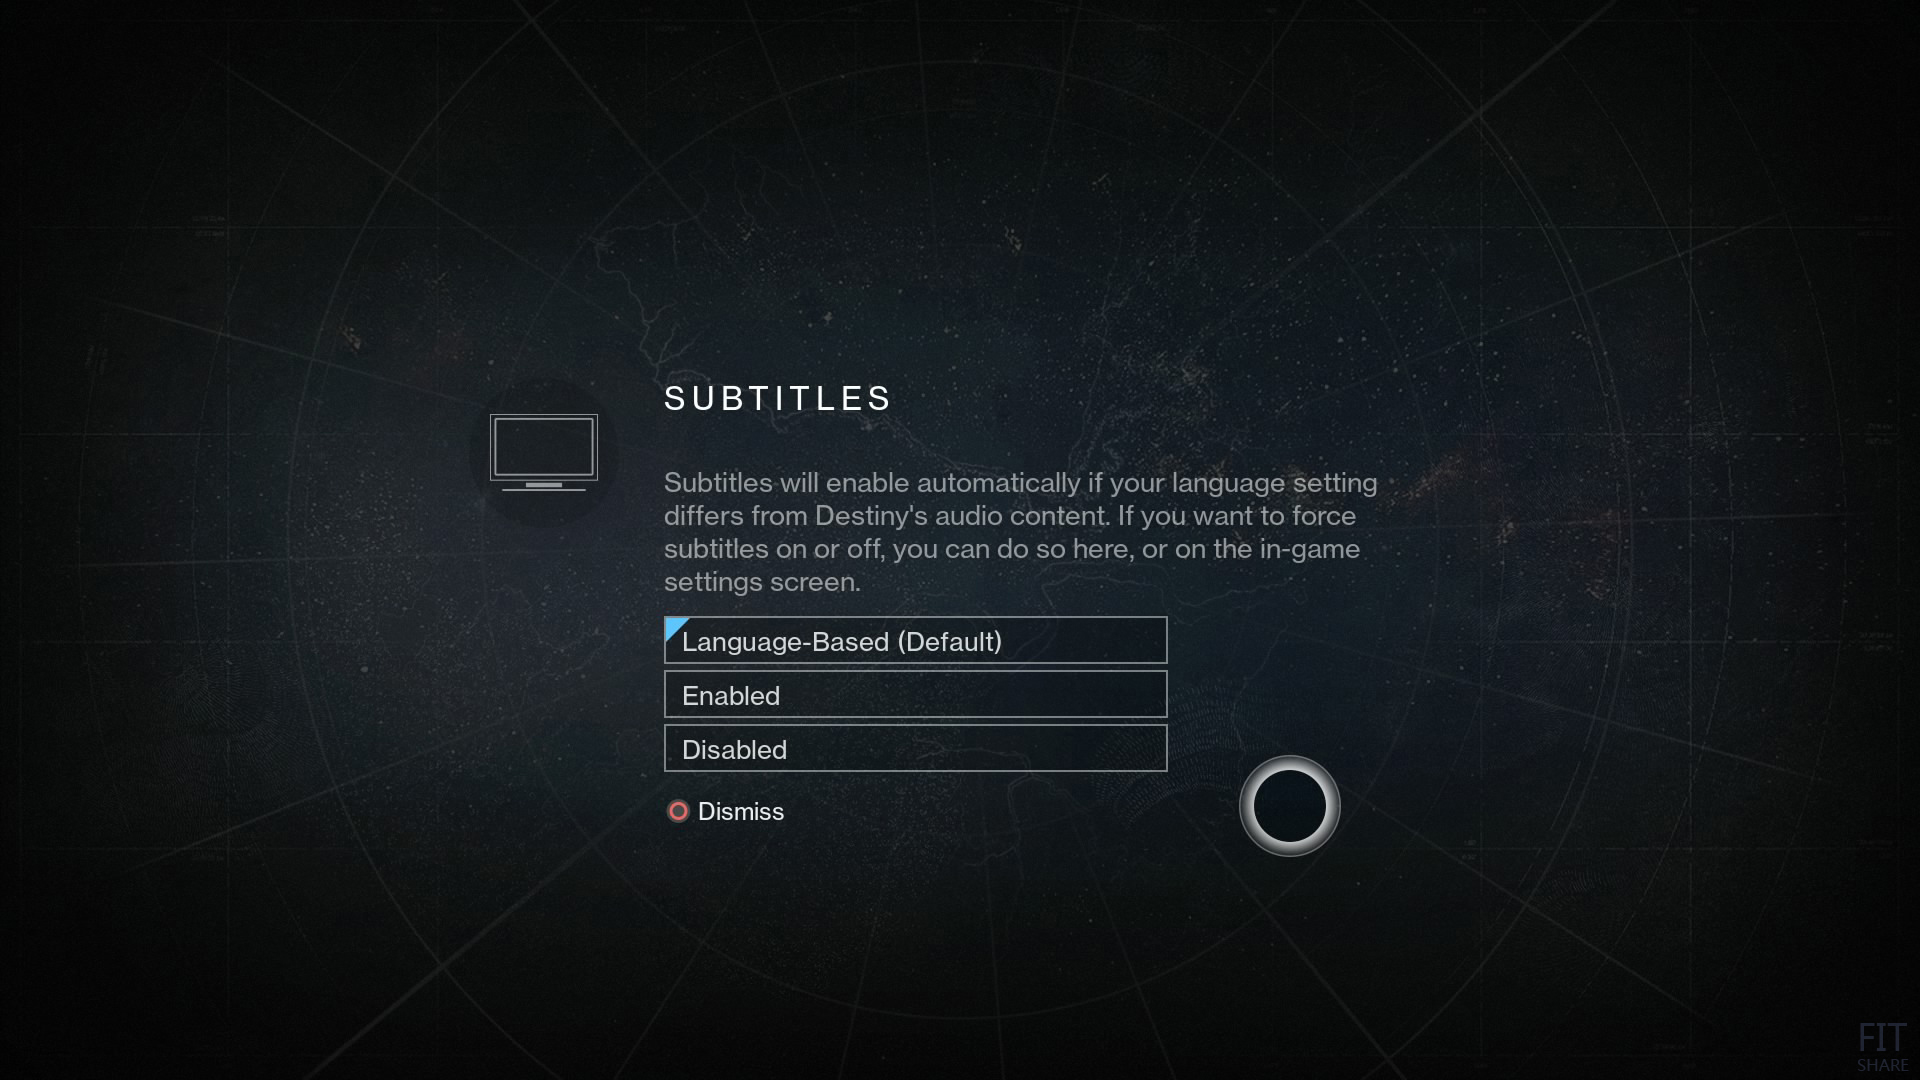 SUBTITLES
Subtitles will enable automatically if your language setting
differs from Destiny's audio content. If you want to force
subtitles on or off, you can do so here, or on the in-game
settings screen.
Language-Based (Default)
Enabled
Disabled
Dismiss
FIT
SHARE